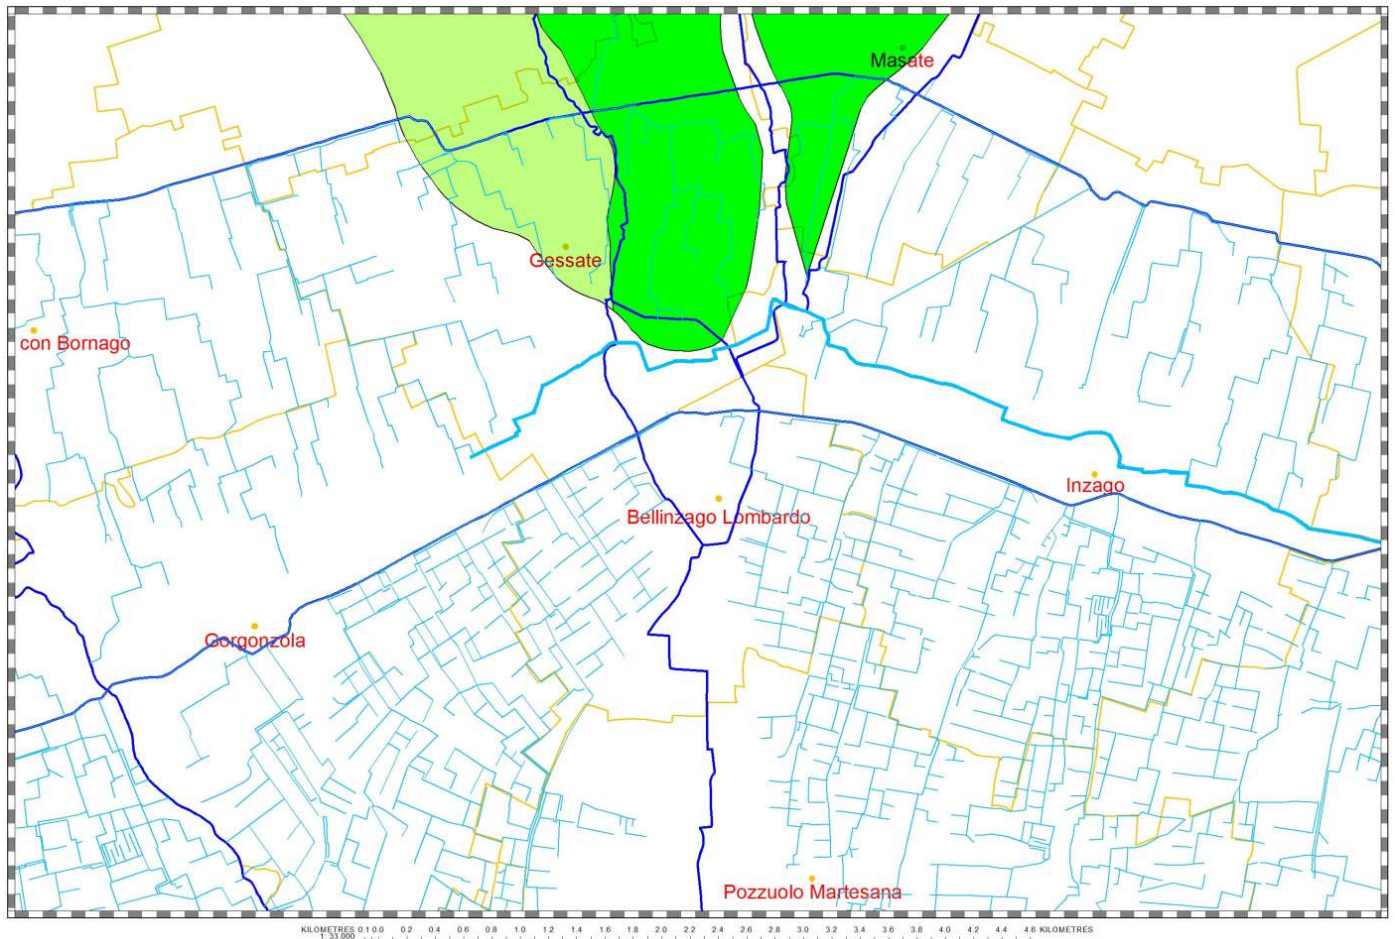 Masate
Gessate
con Bornago
Inzago
Bellinzago Lombardo
Gorgonzola
Pozzuolo Martesana
KILOMETRES 0.1 0.0 0.2 0.4 0.6 0.8 1.0 1.2 1.4 1.6 1.8 2.0 2.2 2.4 2.6 2.8 3.0 3.2 3.4 3.6 3.8 4.0 4.2 4.4 4.6 KILOMETRES
1: 33.000